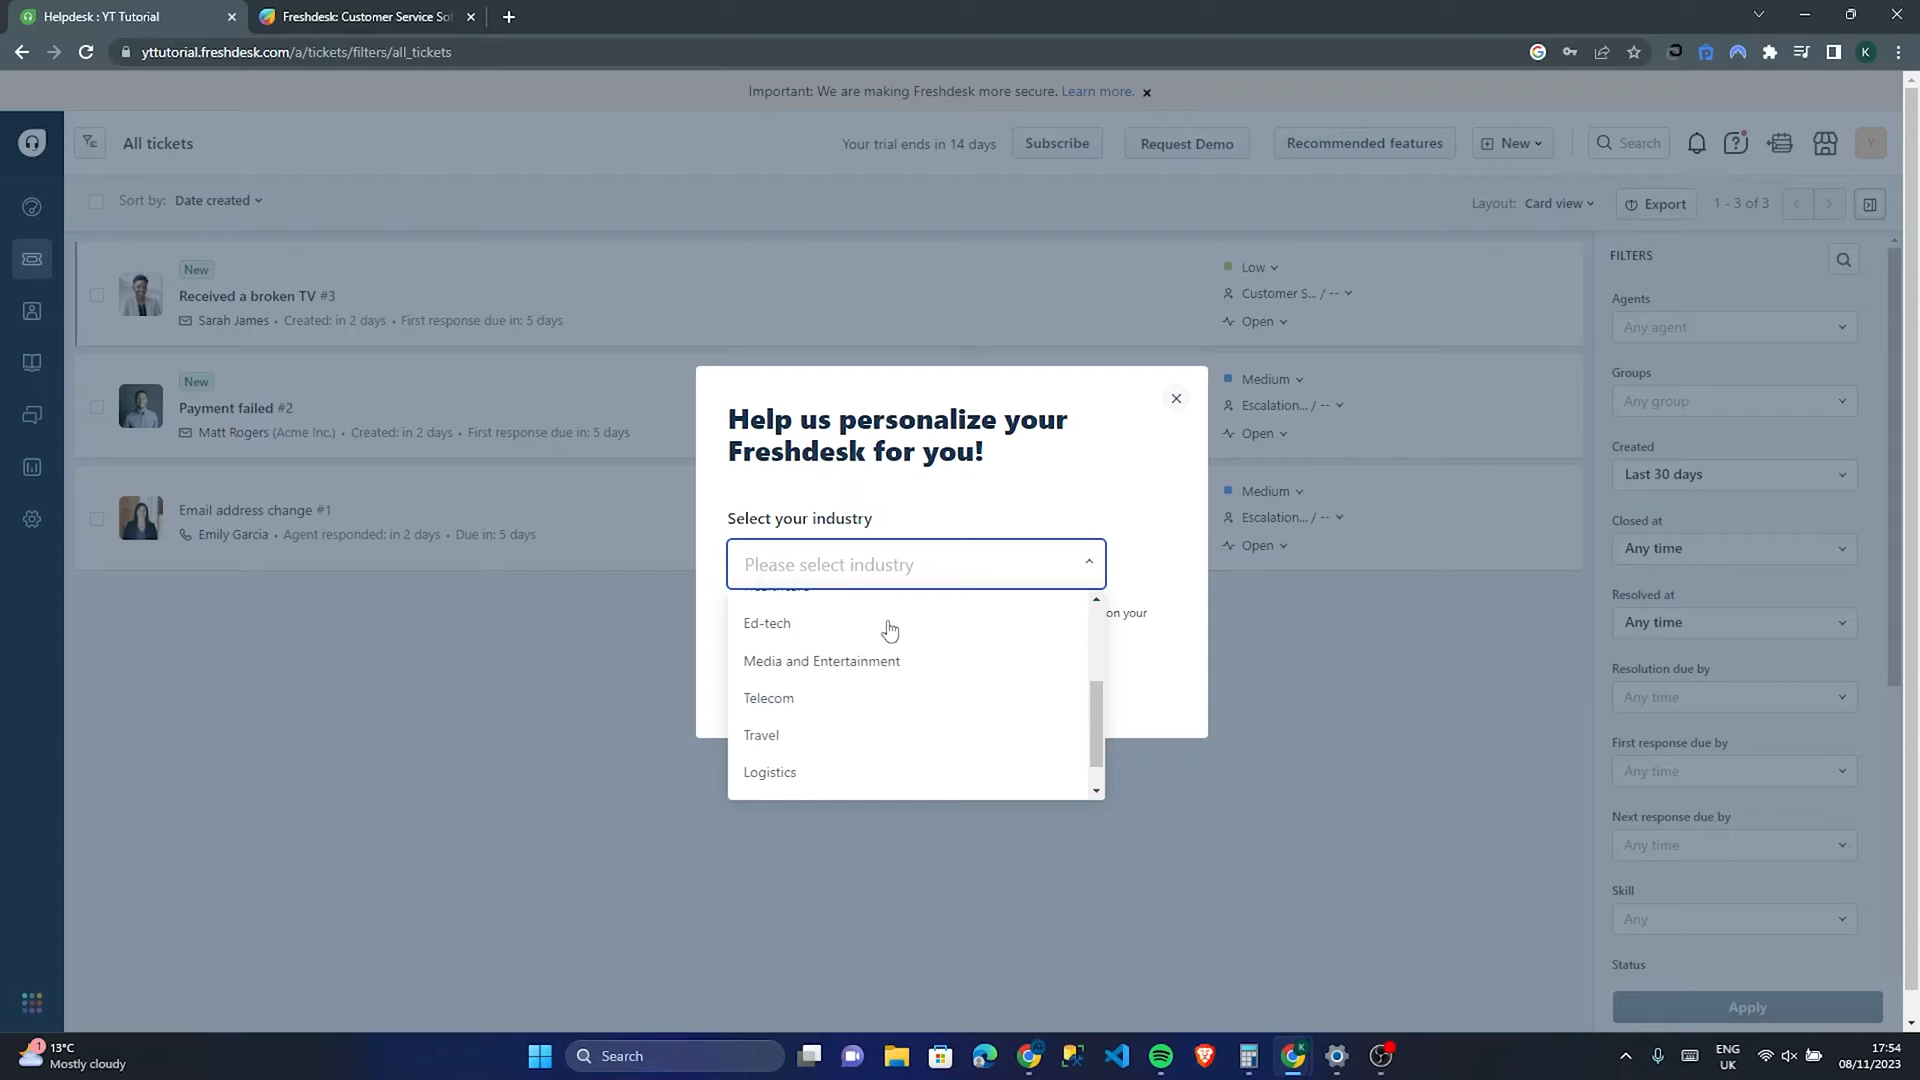 Helpdesk : YT Tutorial
Freshdesk: Customer Service Sof
yttutorial.freshdesk.com/a/tickets/filters/all_tickets
K
Important: We are making Freshdesk more secure. Learn more.
All tickets
Your trial ends in 14 days
Subscribe
Request Demo
Recommended features
New
Search
Y
Sort by: Date created
Layout: Card view
Export
1 - 3 of 3
New
Received a broken TV #3
Sarah James • Created: in 2 days • First response due in: 5 days
Low
Customer S... / --
Open
New
Payment failed #2
Matt Rogers (Acme Inc.) • Created: in 2 days • First response due in: 5 days
Medium
Escalation... / --
Open
Email address change #1
Emily Garcia • Agent responded: in 2 days • Due in: 5 days
Medium
Escalation... / --
Open
Help us personalize your
Freshdesk for you!
Select your industry
Please select industry
on your
Ed-tech
Media and Entertainment
Telecom
Travel
Logistics
FILTERS
Agents
Any agent
Groups
Any group
Created
Last 30 days
Closed at
Any time
Resolved at
Any time
Resolution due by
Any time
First response due by
Any time
Next response due by
Any time
Skill
Any
Status
Apply
1
13°C
Mostly cloudy
Search
ENG
UK
17:54
08/11/2023